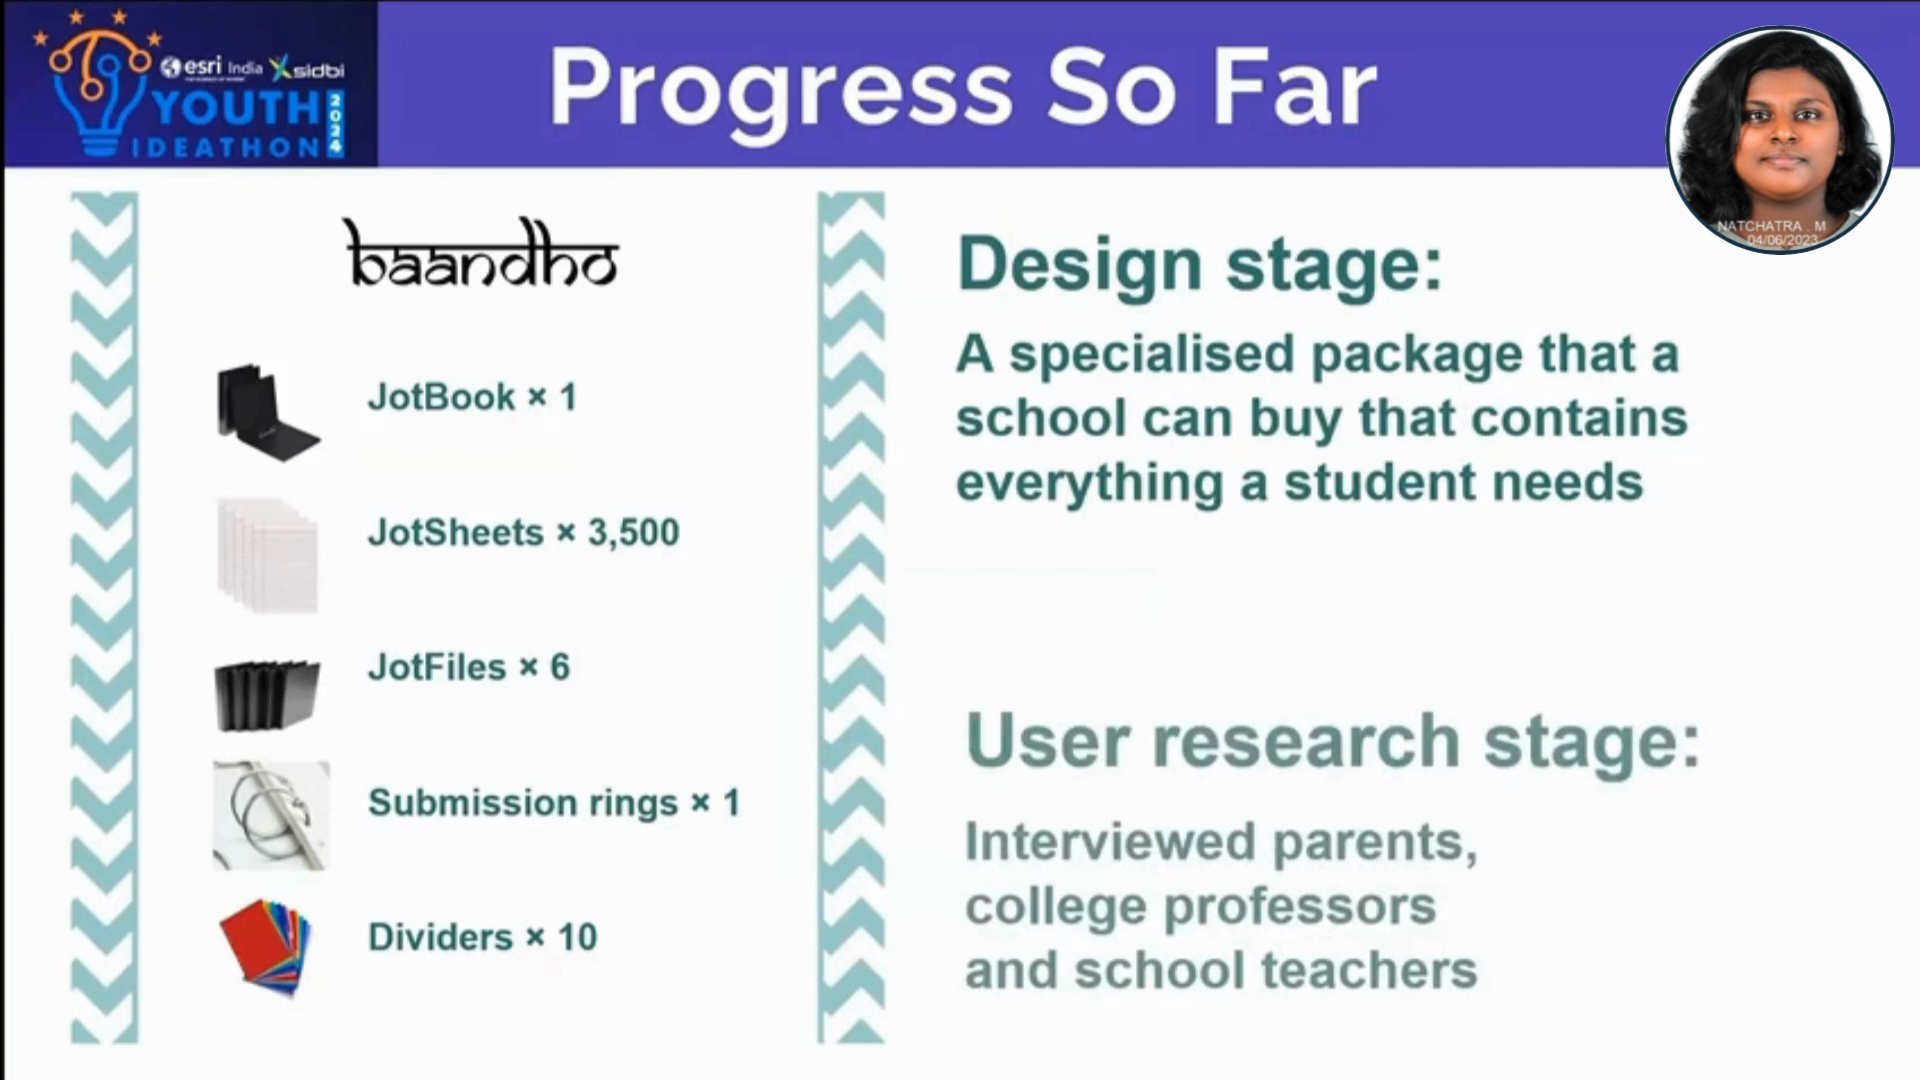 esri India
sidbi
YOUTH
IDEATHON
2024
Progress So Far
NATCHATRA . M
04/06/2023
baandho
JotBook × 1
JotSheets × 3,500
JotFiles × 6
Submission rings × 1
Dividers × 10
Design stage:
A specialised package that a
school can buy that contains
everything a student needs
User research stage:
Interviewed parents,
college professors
and school teachers